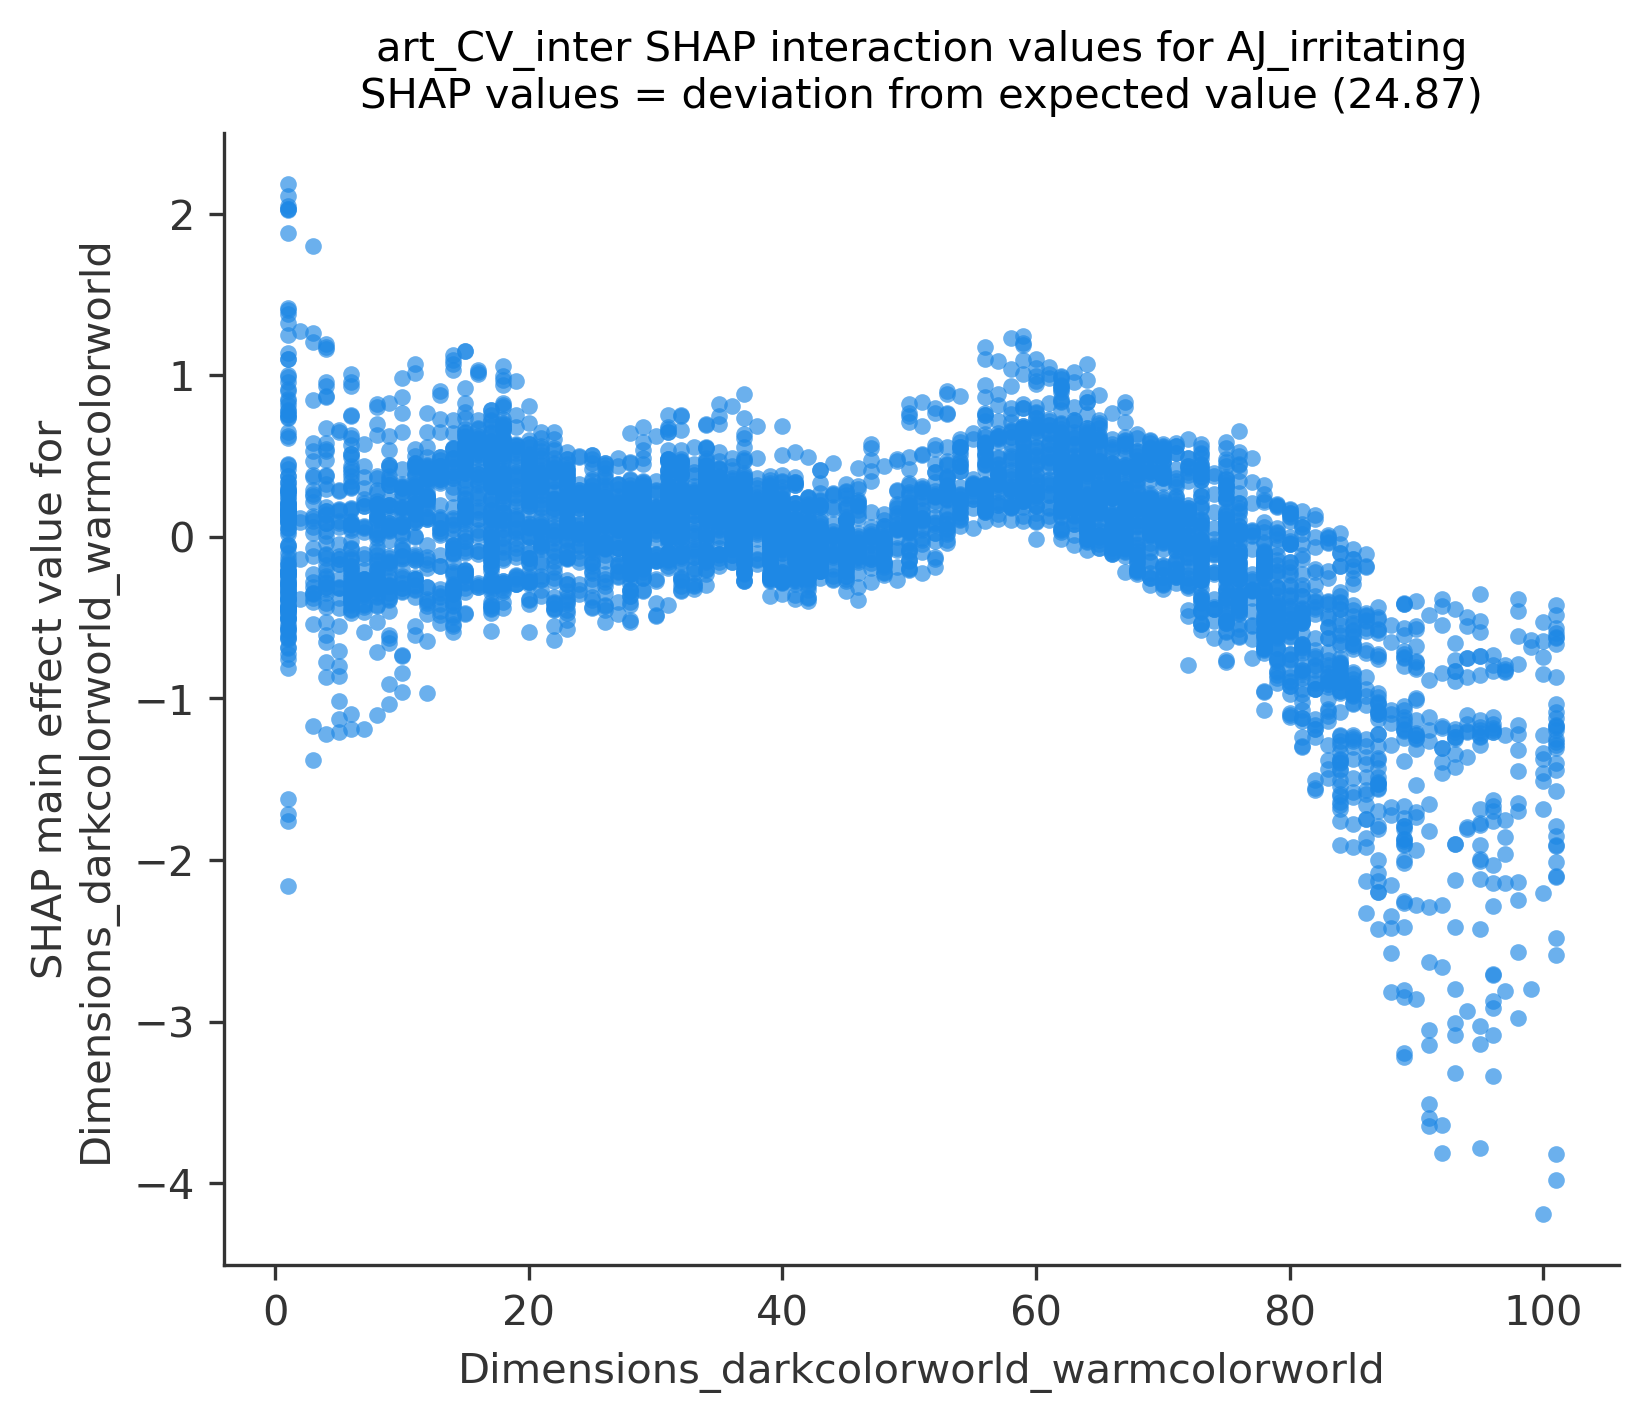 art_CV_inter SHAP interaction values for AJ_irritating
SHAP values = deviation from expected value (24.87)
SHAP main effect value for
Dimensions_darkcolorworld_warmcolorworld
2
1
0
−1
−2
−3
−4
0
20
40
60
80
100
Dimensions_darkcolorworld_warmcolorworld